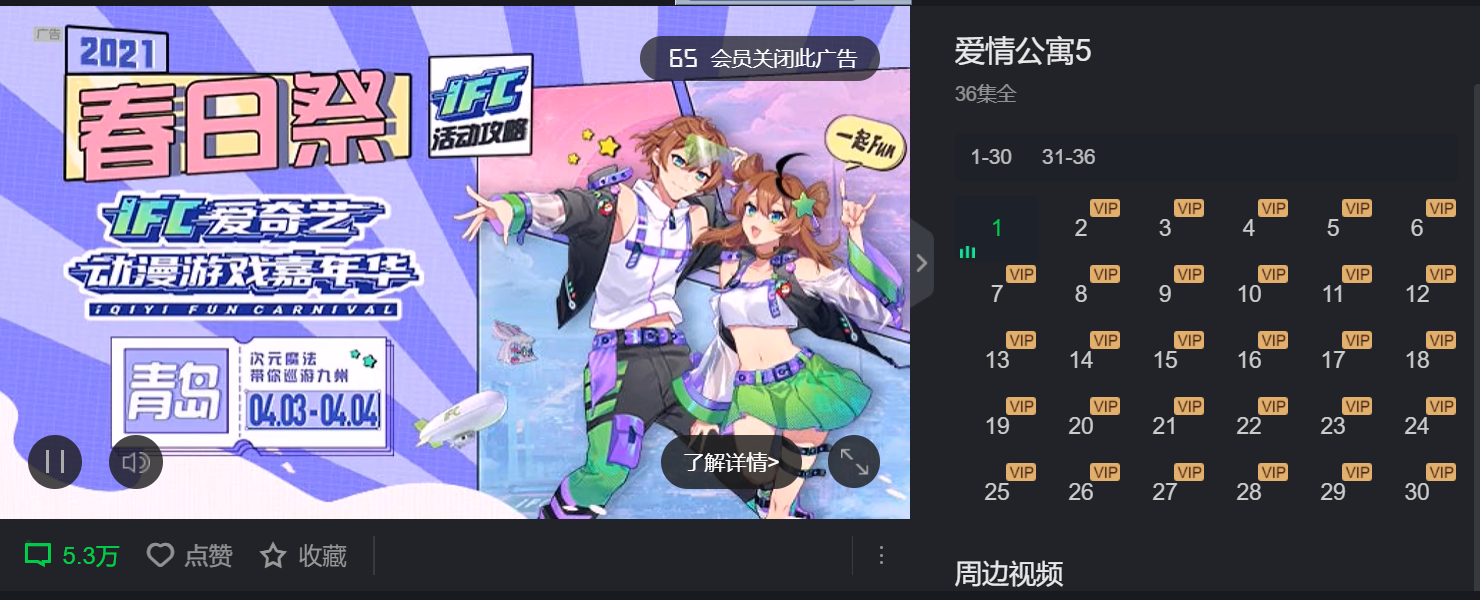 广告
2021
春日祭
IFC
活动攻略
65 会员关闭此广告
一起Fun
IFC爱奇艺
动漫游戏嘉年华
iQIYI FUN CARNIVAL
青岛
次元魔法
带你巡游九州
04.03-04.04
IFC
了解详情>
5.3万 点赞 收藏
爱情公寓5
36集全
1-30 31-36
1 2 VIP 3 VIP 4 VIP 5 VIP 6 VIP
7 VIP 8 VIP 9 VIP 10 VIP 11 VIP 12 VIP
13 VIP 14 VIP 15 VIP 16 VIP 17 VIP 18 VIP
19 VIP 20 VIP 21 VIP 22 VIP 23 VIP 24 VIP
25 VIP 26 VIP 27 VIP 28 VIP 29 VIP 30 VIP
周边视频